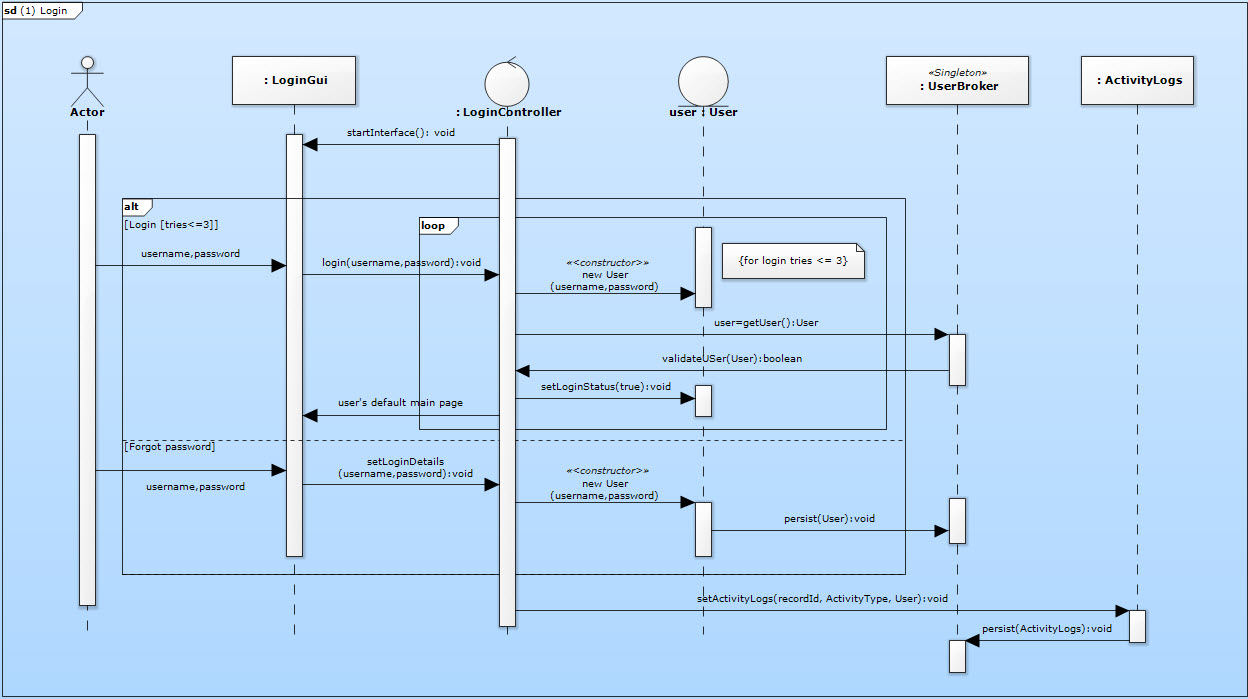 sd (1) Login
Actor
: LoginGui
: LoginController
user : User
«Singleton»
: UserBroker
: ActivityLogs
startInterface(): void
alt
[Login [tries<=3]]
loop
username,password
login(username,password):void
«<constructor>»
new User
(username,password)
{for login tries <= 3}
user=getUser():User
validateUSer(User):boolean
setLoginStatus(true):void
user's default main page
[Forgot password]
username,password
setLoginDetails
(username,password):void
«<constructor>»
new User
(username,password)
persist(User):void
setActivityLogs(recordId, ActivityType, User):void
persist(ActivityLogs):void